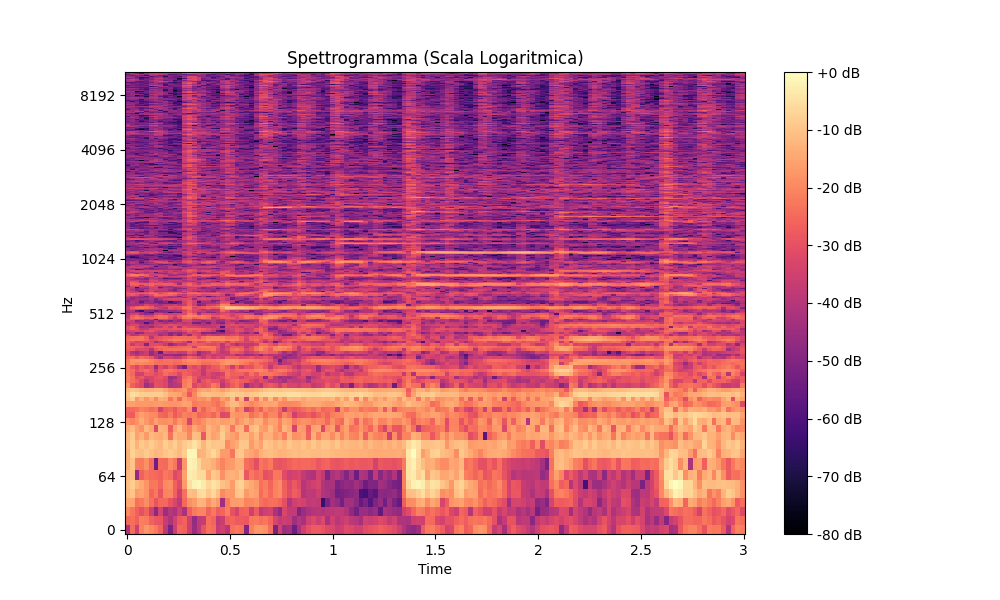 Spettrogramma (Scala Logaritmica)
Hz
8192
4096
2048
1024
512
256
128
64
0
0 0.5 1 1.5 2 2.5 3
Time
+0 dB
-10 dB
-20 dB
-30 dB
-40 dB
-50 dB
-60 dB
-70 dB
-80 dB